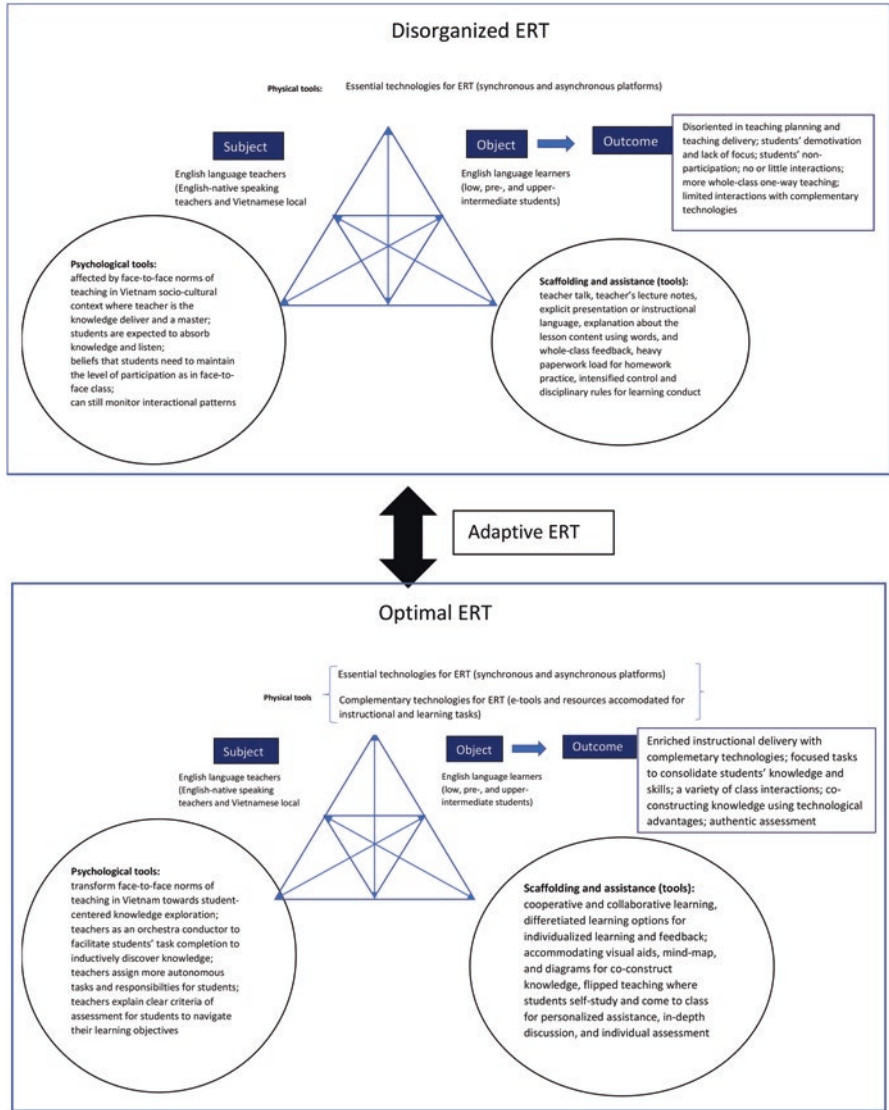 Disorganized ERT
Physical tools: Essential technologies for ERT (synchronous and asynchronous platforms)
Subject
English language teachers
(English-native speaking
teachers and Vietnamese local
Object
English language learners
(low, pre-, and upper-
intermediate students)
Outcome
Disoriented in teaching planning and
teaching delivery; students' demotivation
and lack of focus; students' non-
participation; no or little interactions;
more whole-class one-way teaching;
limited interactions with complementary
technologies
Psychological tools:
affected by face-to-face norms of
teaching in Vietnam socio-cultural
context where teacher is the
knowledge deliver and a master;
students are expected to absorb
knowledge and listen;
beliefs that students need to maintain
the level of participation as in face-to-
face class;
can still monitor interactional patterns
Scaffolding and assistance (tools):
teacher talk, teacher's lecture notes,
explicit presentation or instructional
language, explanation about the
lesson content using words, and
whole-class feedback, heavy
paperwork load for homework
practice, intensified control and
disciplinary rules for learning conduct
Adaptive ERT
Optimal ERT
Physical tools
Essential technologies for ERT (synchronous and asynchronous platforms)
Complementary technologies for ERT (e-tools and resources accomodated for
instructional and learning tasks)
Subject
English language teachers
(English-native speaking
teachers and Vietnamese local
Object
English language learners
(low, pre-, and upper-
intermediate students)
Outcome
Enriched instructional delivery with
complemetary technologies; focused tasks
to consolidate students' knowledge and
skills; a variety of class interactions; co-
constructing knowledge using technological
advantages; authentic assessment
Psychological tools:
transform face-to-face norms of
teaching in Vietnam towards student-
centered knowledge exploration;
teachers as an orchestra conductor to
facilitate students' task completion to
inductively discover knowledge;
teachers assign more autonomous
tasks and responsibilties for students;
teachers explain clear criteria of
assessment for students to navigate
their learning objectives
Scaffolding and assistance (tools):
cooperative and collaborative learning,
differetiated learning options for
individualized learning and feedback;
accommodating visual aids, mind-map,
and diagrams for co-construct
knowledge, flipped teaching where
students self-study and come to class
for personalized assistance, in-depth
discussion, and individual assessment